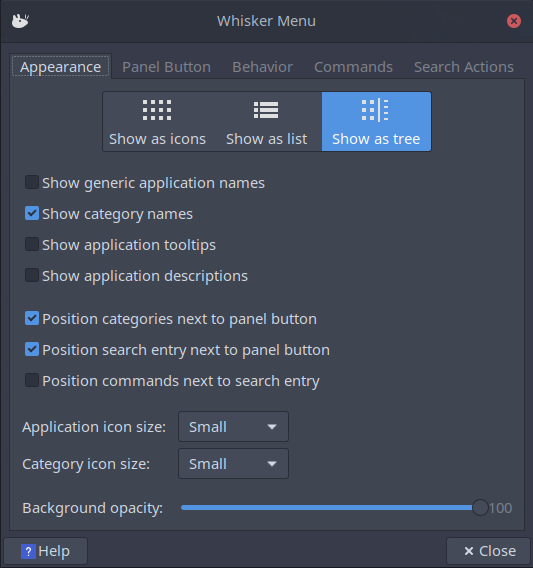 Whisker Menu
Appearance Panel Button Behavior Commands Search Actions
Show as icons Show as list Show as tree
Show generic application names
Show category names
Show application tooltips
Show application descriptions
Position categories next to panel button
Position search entry next to panel button
Position commands next to search entry
Application icon size: Small
Category icon size: Small
Background opacity: 100
? Help × Close